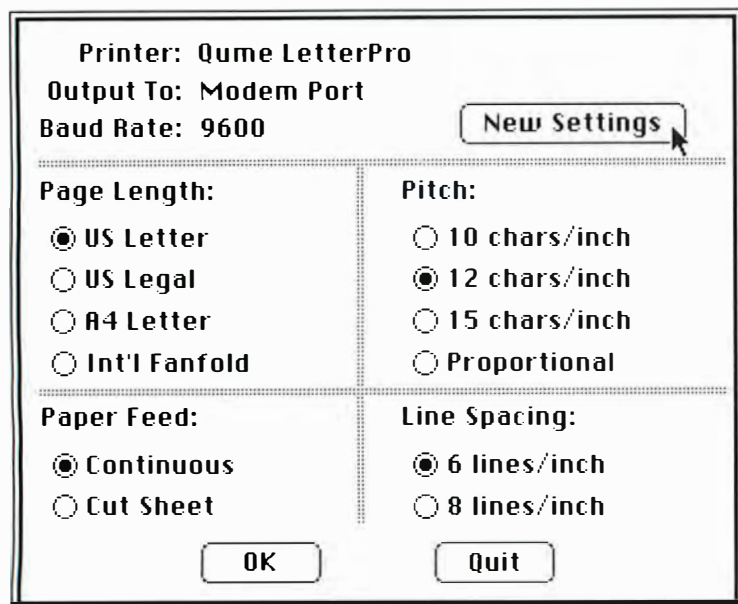 Printer: Qume LetterPro
Output To: Modem Port
Baud Rate: 9600
New Settings
Page Length:
US Letter
US Legal
A4 Letter
Int'l Fanfold
Pitch:
10 chars/inch
12 chars/inch
15 chars/inch
Proportional
Paper Feed:
Continuous
Cut Sheet
Line Spacing:
6 lines/inch
8 lines/inch
OK
Quit